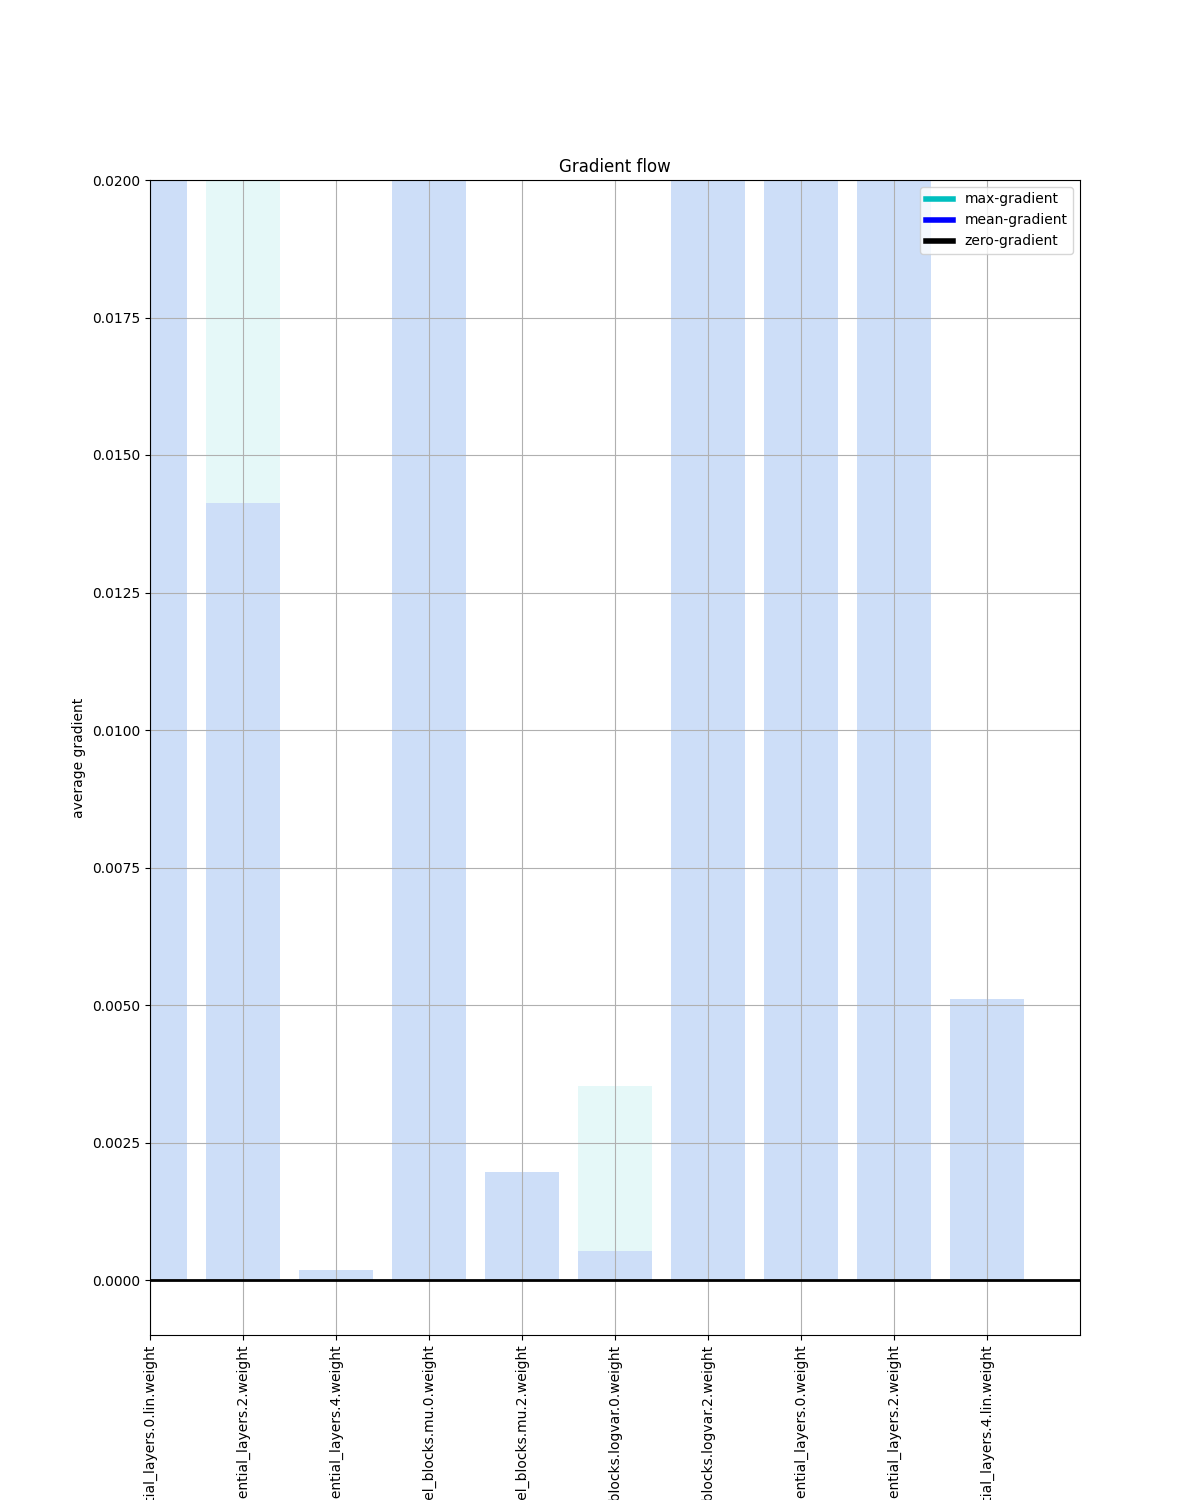 Gradient flow
max-gradient
mean-gradient
zero-gradient
0.0200
0.0175
0.0150
0.0125
0.0100
0.0075
0.0050
0.0025
0.0000
average gradient
tial_layers.0.lin.weight
ential_layers.2.weight
ential_layers.4.weight
el_blocks.mu.0.weight
el_blocks.mu.2.weight
blocks.logvar.0.weight
blocks.logvar.2.weight
ential_layers.0.weight
ential_layers.2.weight
tial_layers.4.lin.weight